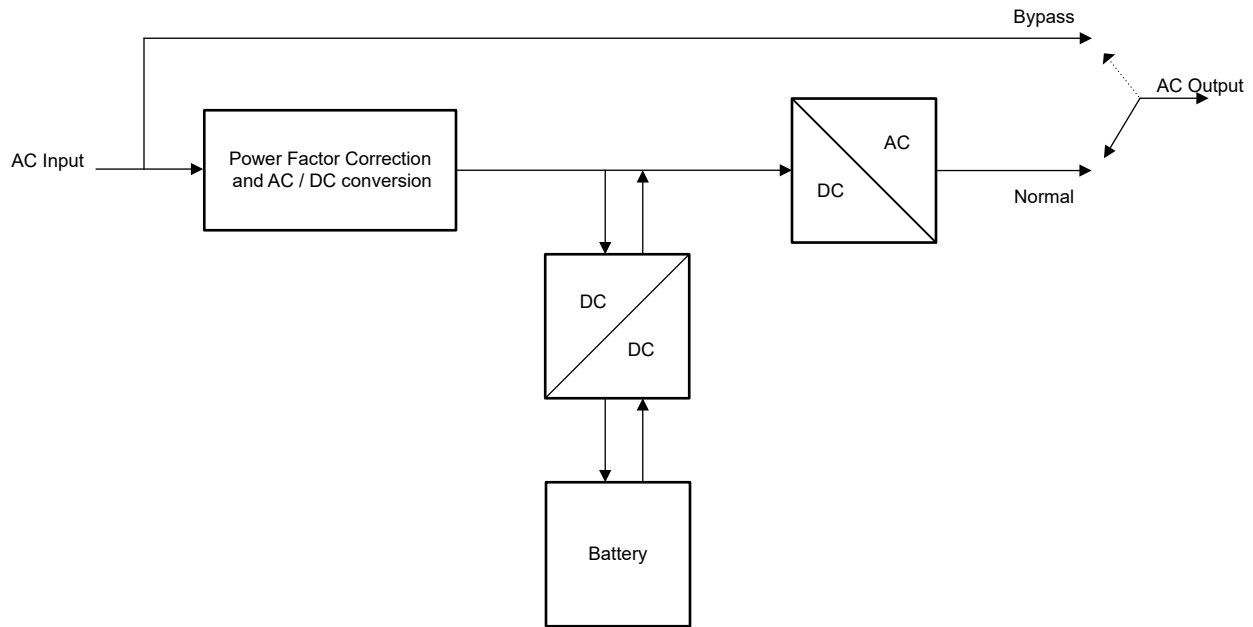 Bypass
AC Output
AC Input
Power Factor Correction
and AC / DC conversion
AC
DC
Normal
DC
DC
Battery